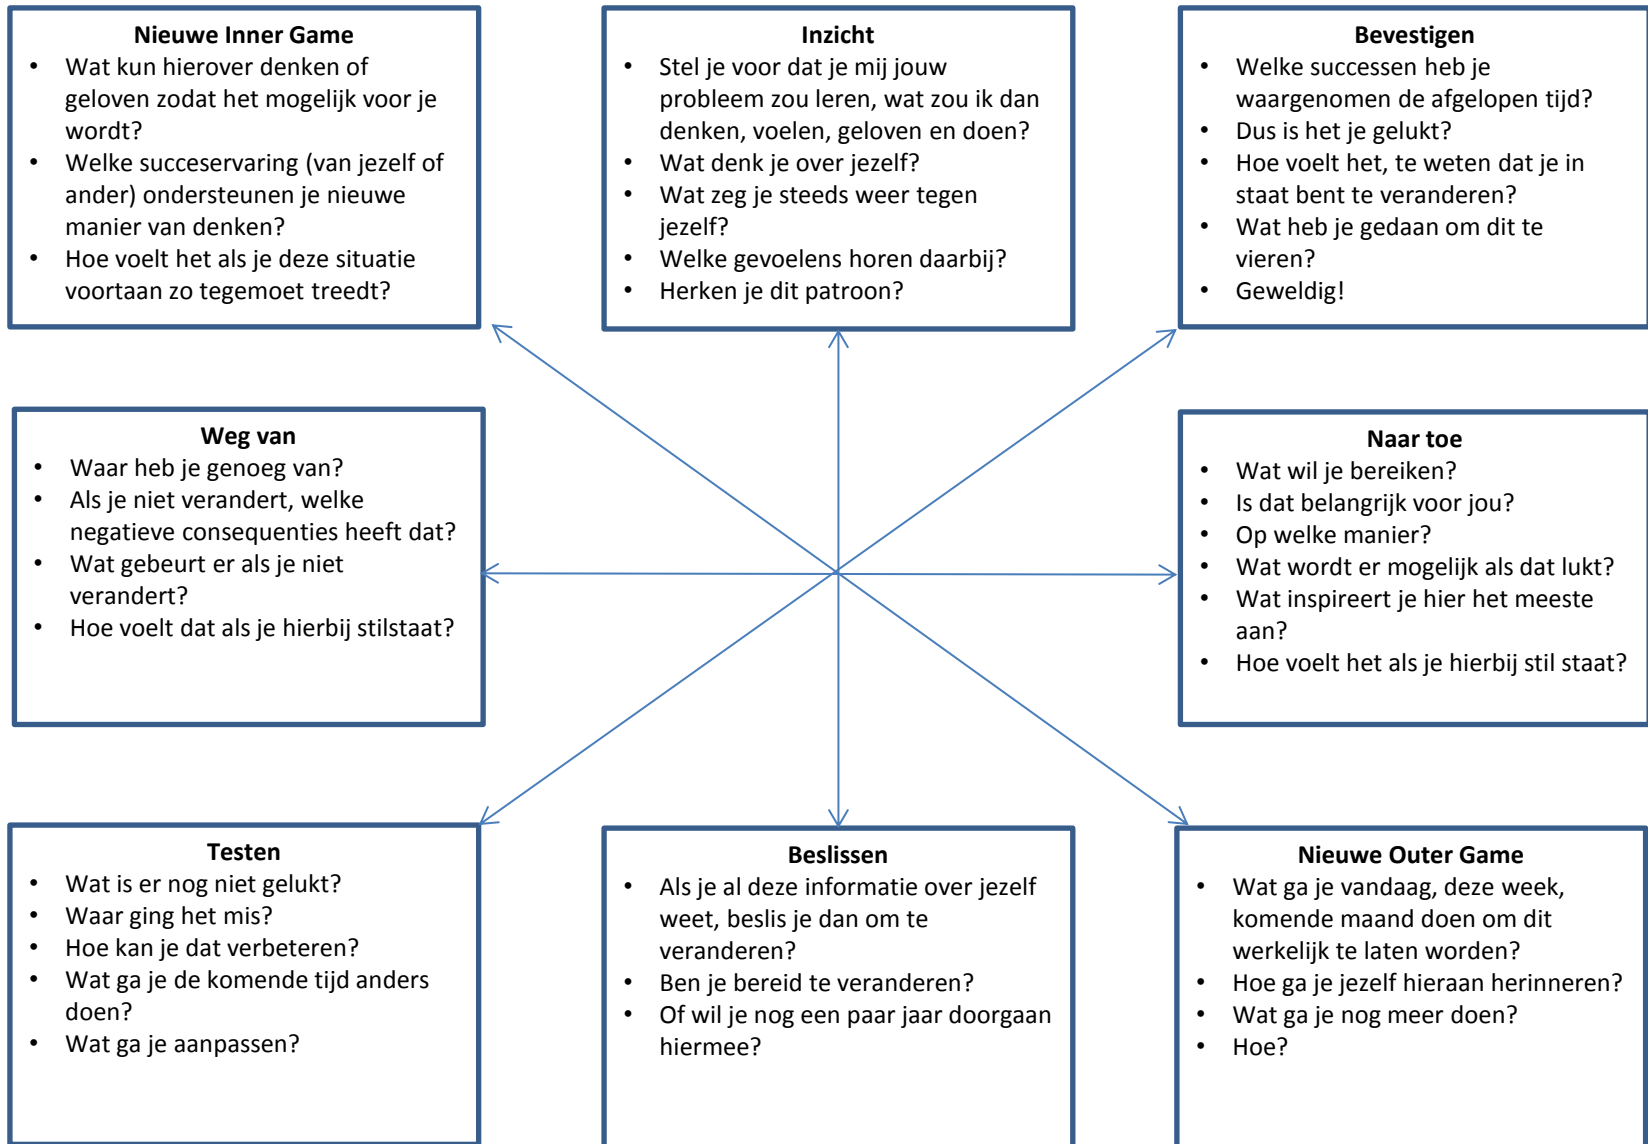 Nieuwe Inner Game
• Wat kun hierover denken of
geloven zodat het mogelijk voor je
wordt?
• Welke succeservaring (van jezelf of
ander) ondersteunen je nieuwe
manier van denken?
• Hoe voelt het als je deze situatie
voortaan zo tegemoet treedt?
Inzicht
• Stel je voor dat je mij jouw
probleem zou leren, wat zou ik dan
denken, voelen, geloven en doen?
• Wat denk je over jezelf?
• Wat zeg je steeds weer tegen
jezelf?
• Welke gevoelens horen daarbij?
• Herken je dit patroon?
Bevestigen
• Welke successen heb je
waargenomen de afgelopen tijd?
• Dus is het je gelukt?
• Hoe voelt het, te weten dat je in
staat bent te veranderen?
• Wat heb je gedaan om dit te
vieren?
• Geweldig!
Weg van
• Waar heb je genoeg van?
• Als je niet verandert, welke
negatieve consequenties heeft dat?
• Wat gebeurt er als je niet
verandert?
• Hoe voelt dat als je hierbij stilstaat?
Naar toe
• Wat wil je bereiken?
• Is dat belangrijk voor jou?
• Op welke manier?
• Wat wordt er mogelijk als dat lukt?
• Wat inspireert je hier het meeste
aan?
• Hoe voelt het als je hierbij stil staat?
Testen
• Wat is er nog niet gelukt?
• Waar ging het mis?
• Hoe kan je dat verbeteren?
• Wat ga je de komende tijd anders
doen?
• Wat ga je aanpassen?
Beslissen
• Als je al deze informatie over jezelf
weet, beslis je dan om te
veranderen?
• Ben je bereid te veranderen?
• Of wil je nog een paar jaar doorgaan
hiermee?
Nieuwe Outer Game
• Wat ga je vandaag, deze week,
komende maand doen om dit
werkelijk te laten worden?
• Hoe ga je jezelf hieraan herinneren?
• Wat ga je nog meer doen?
• Hoe?